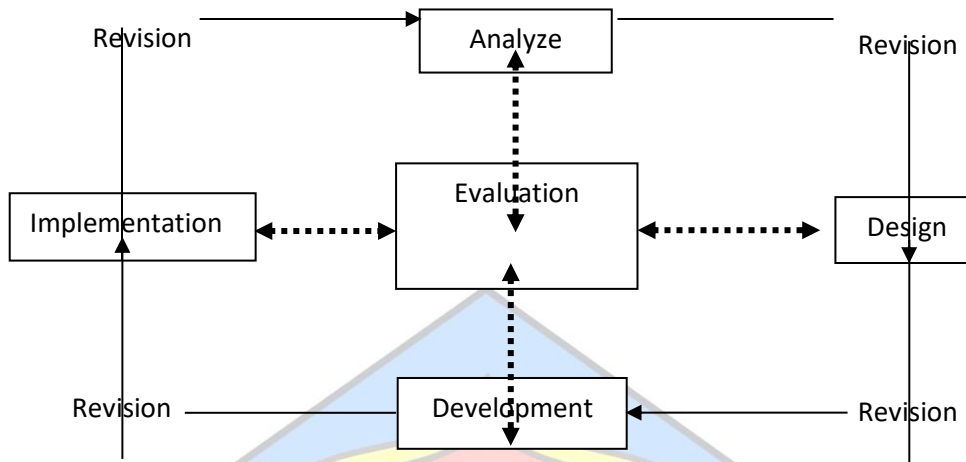 Revision
Analyze
Revision
Implementation
Evaluation
Design
Revision
Development
Revision